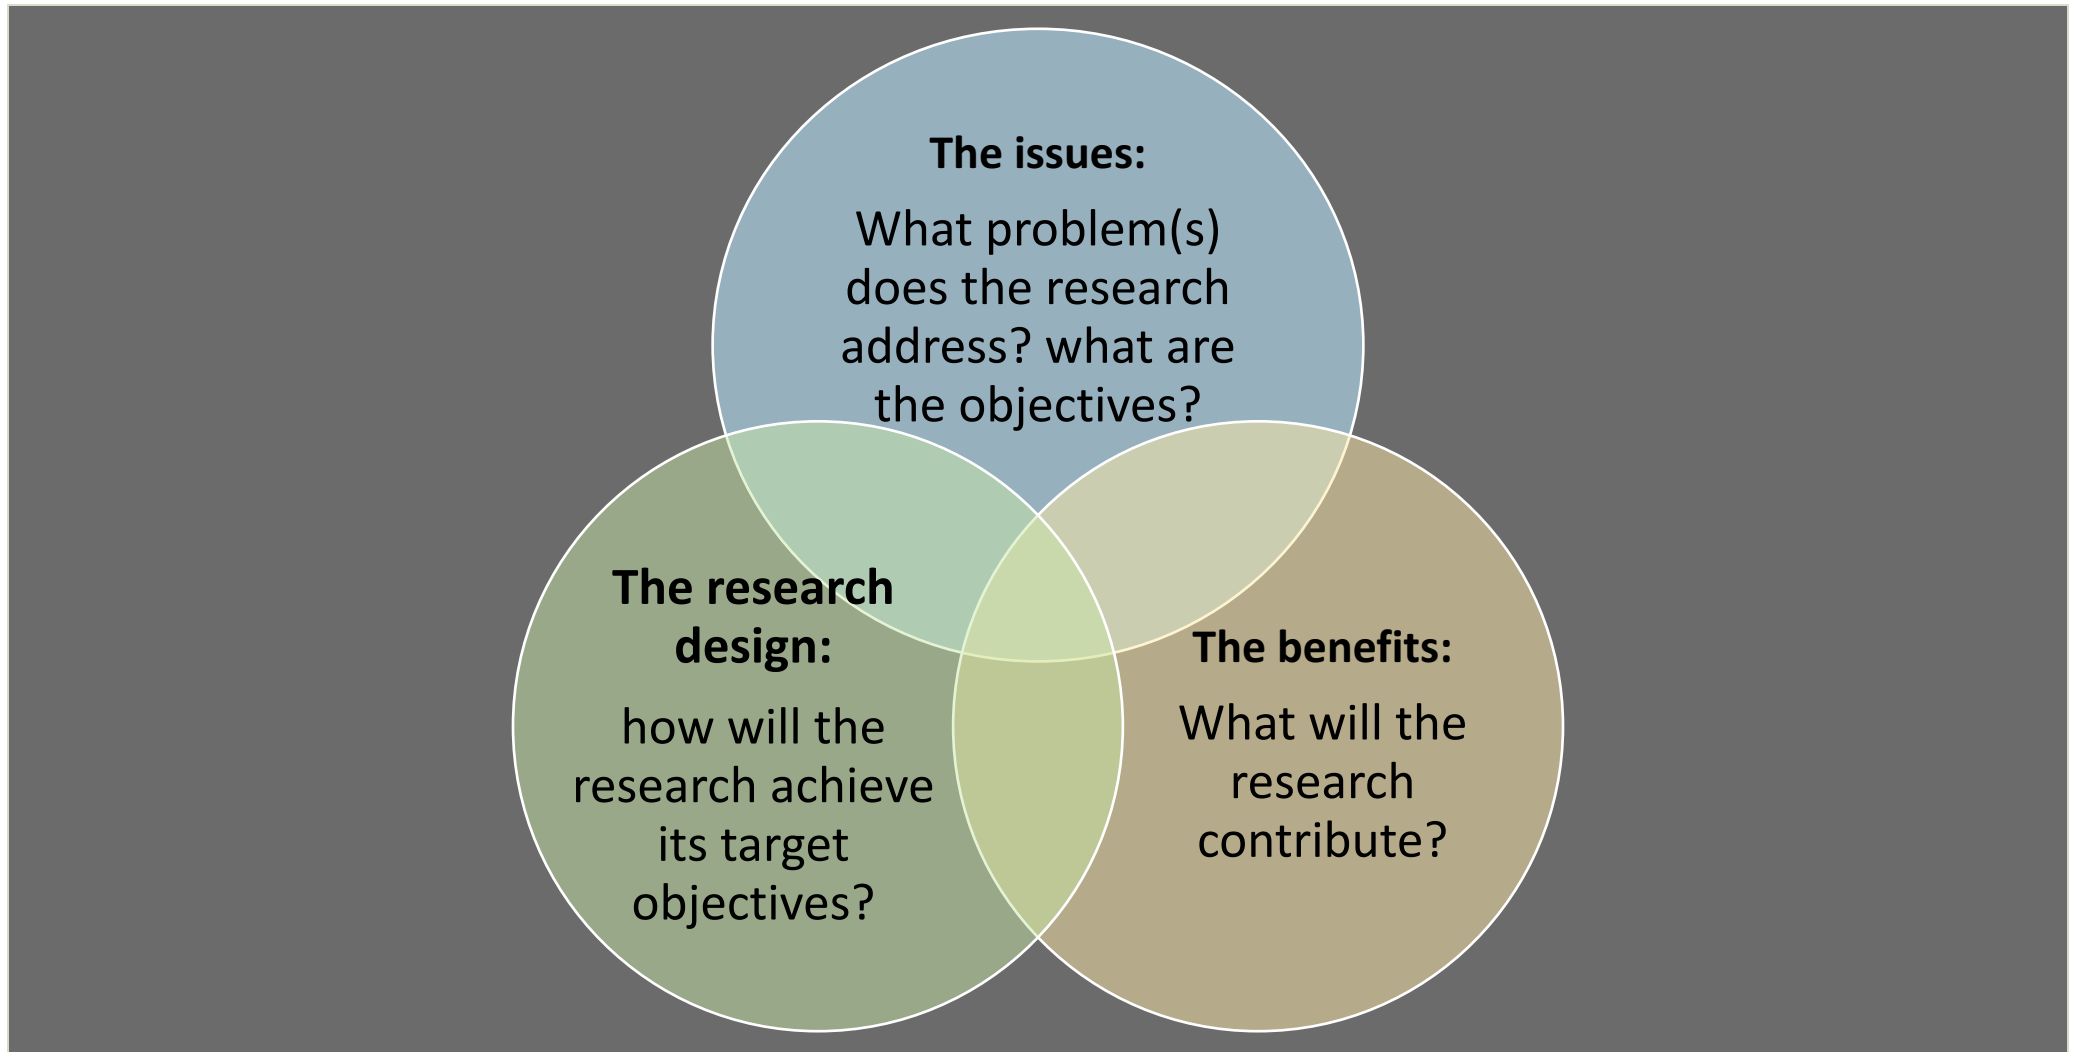 The issues:
What problem(s)
does the research
address? what are
the objectives?
The research
design:
how will the
research achieve
its target
objectives?
The benefits:
What will the
research
contribute?